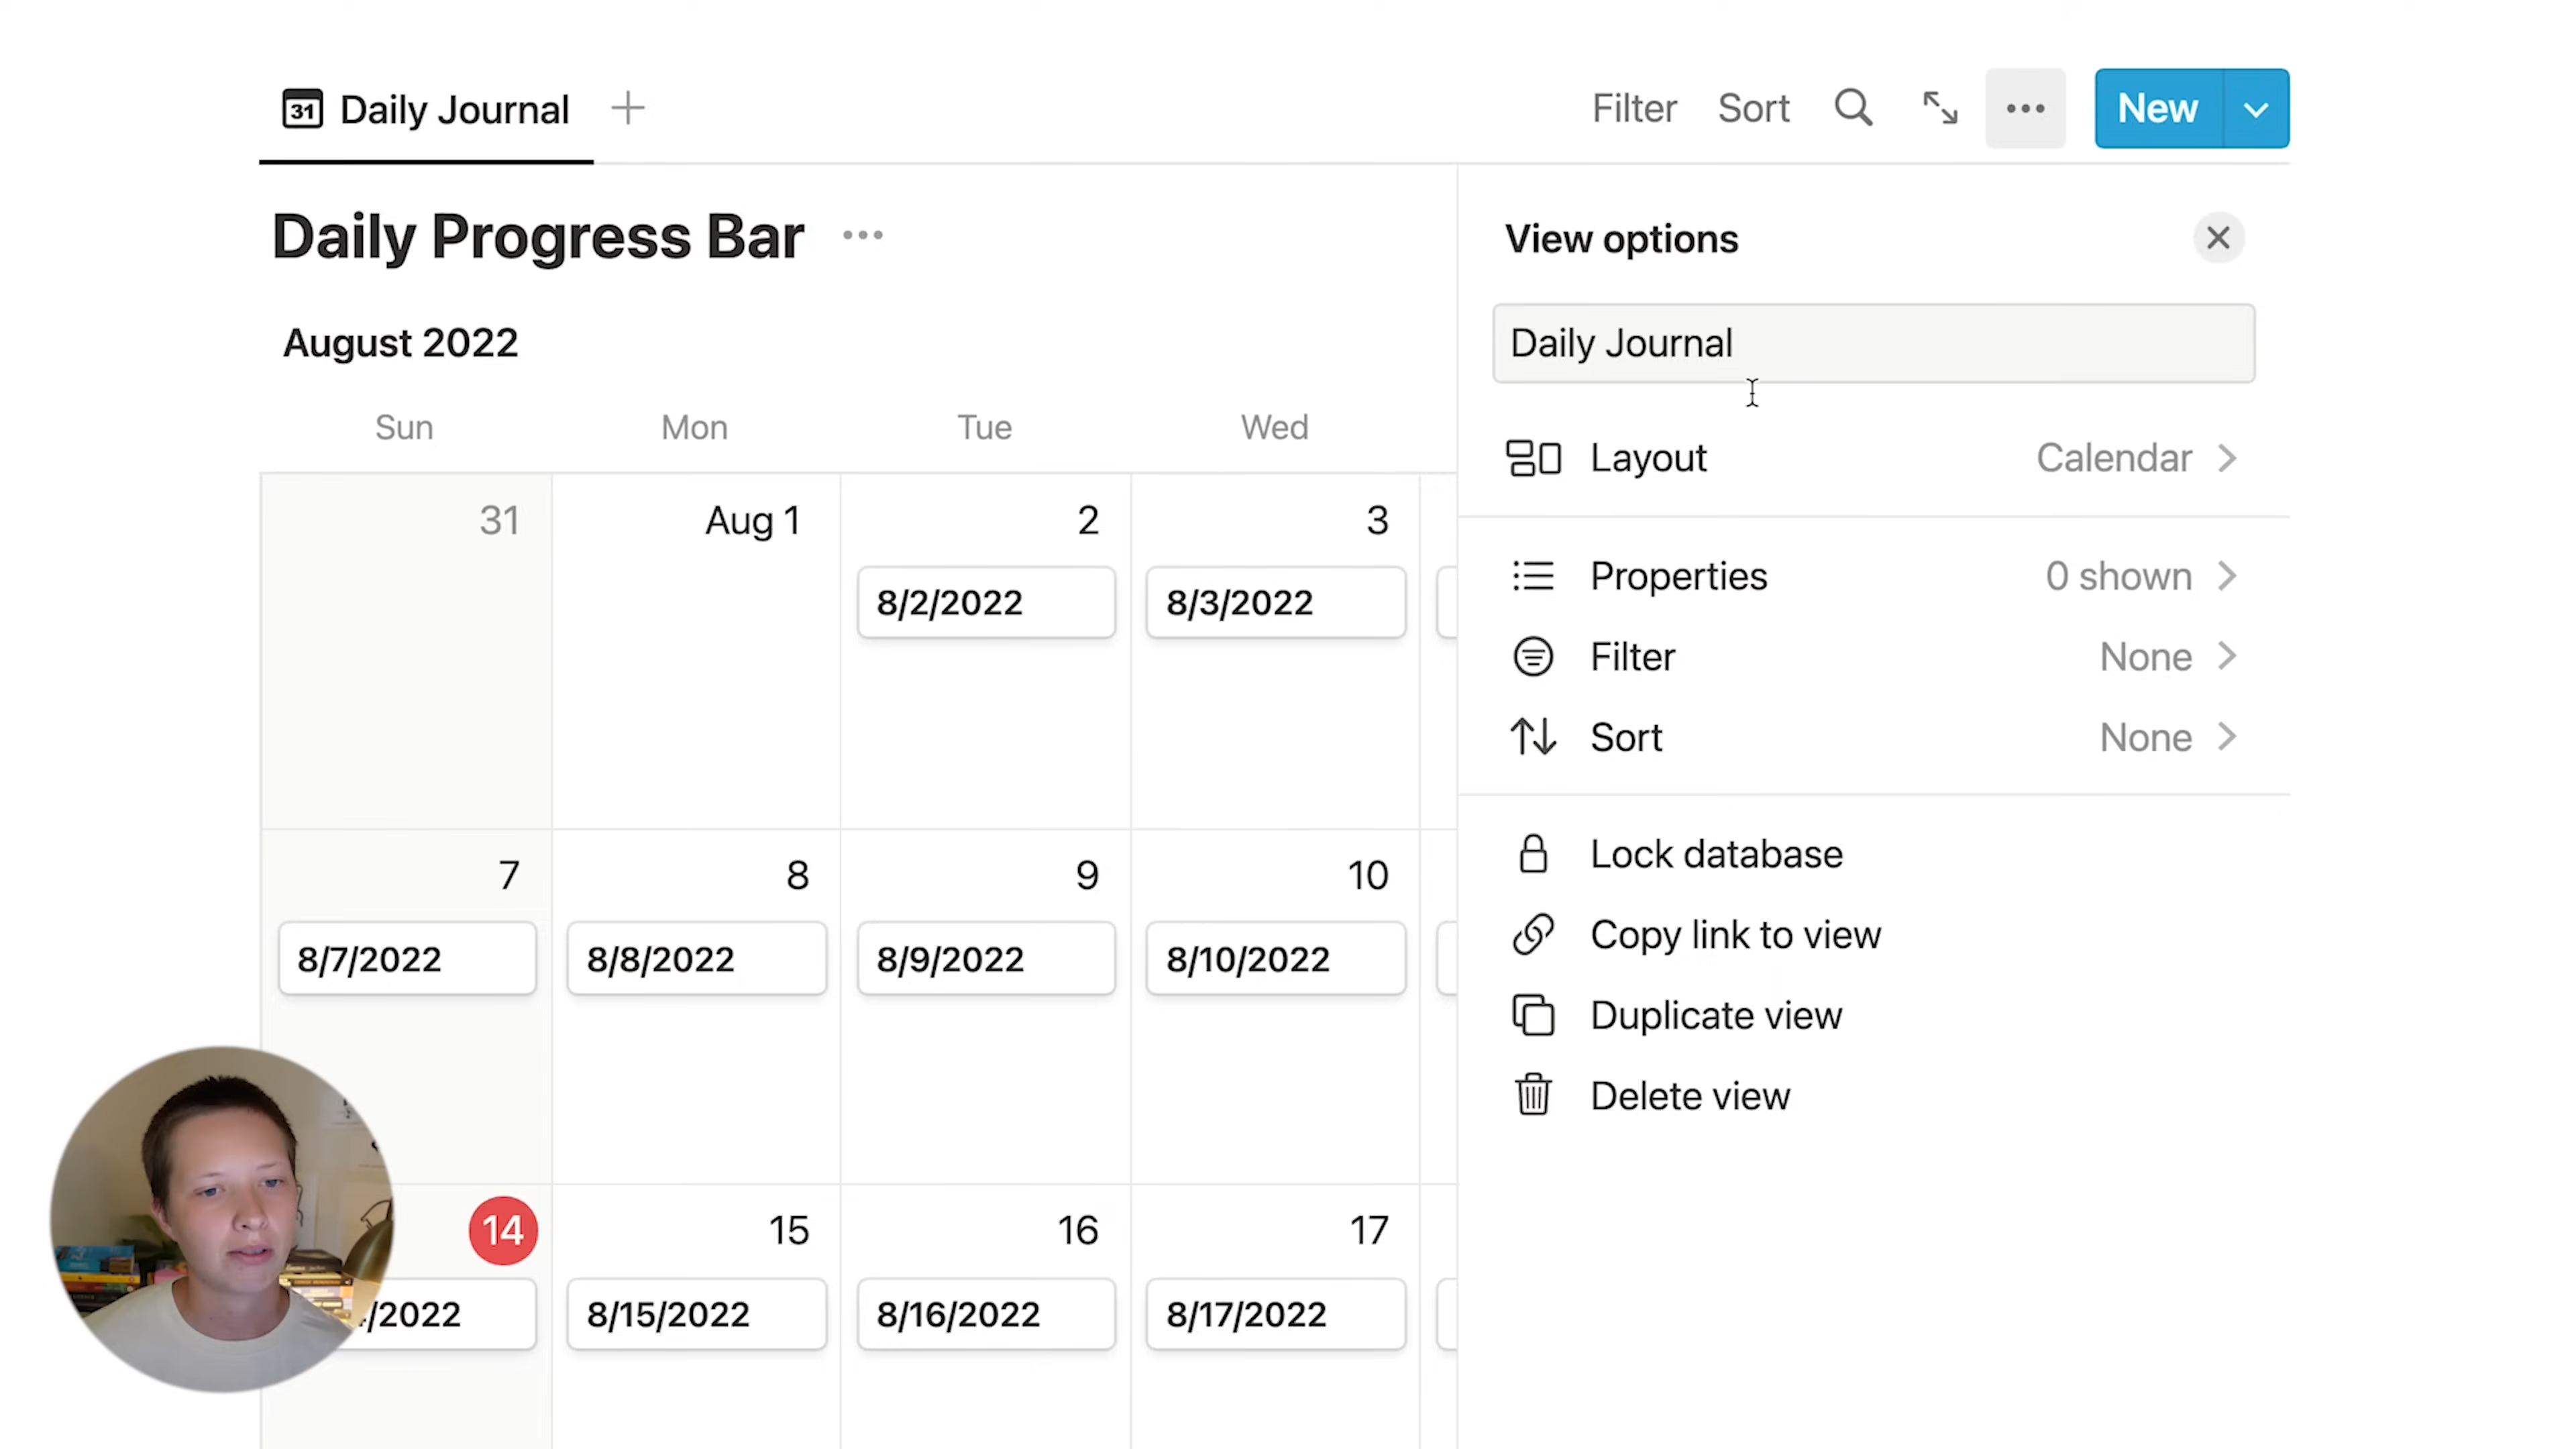 31 Daily Journal + Filter Sort New
Daily Progress Bar
August 2022
Sun Mon Tue Wed
31 Aug 1 2 3
8/2/2022 8/3/2022
7 8 9 10
8/7/2022 8/8/2022 8/9/2022 8/10/2022
14 15 16 17
/2022 8/15/2022 8/16/2022 8/17/2022
View options
Daily Journal
Layout Calendar
Properties 0 shown
Filter None
Sort None
Lock database
Copy link to view
Duplicate view
Delete view